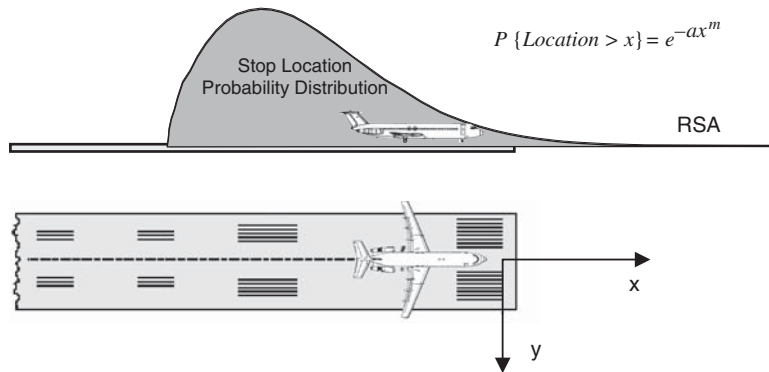 P {Location > x} = e^{-ax^m}
Stop Location
Probability Distribution
RSA
x
y